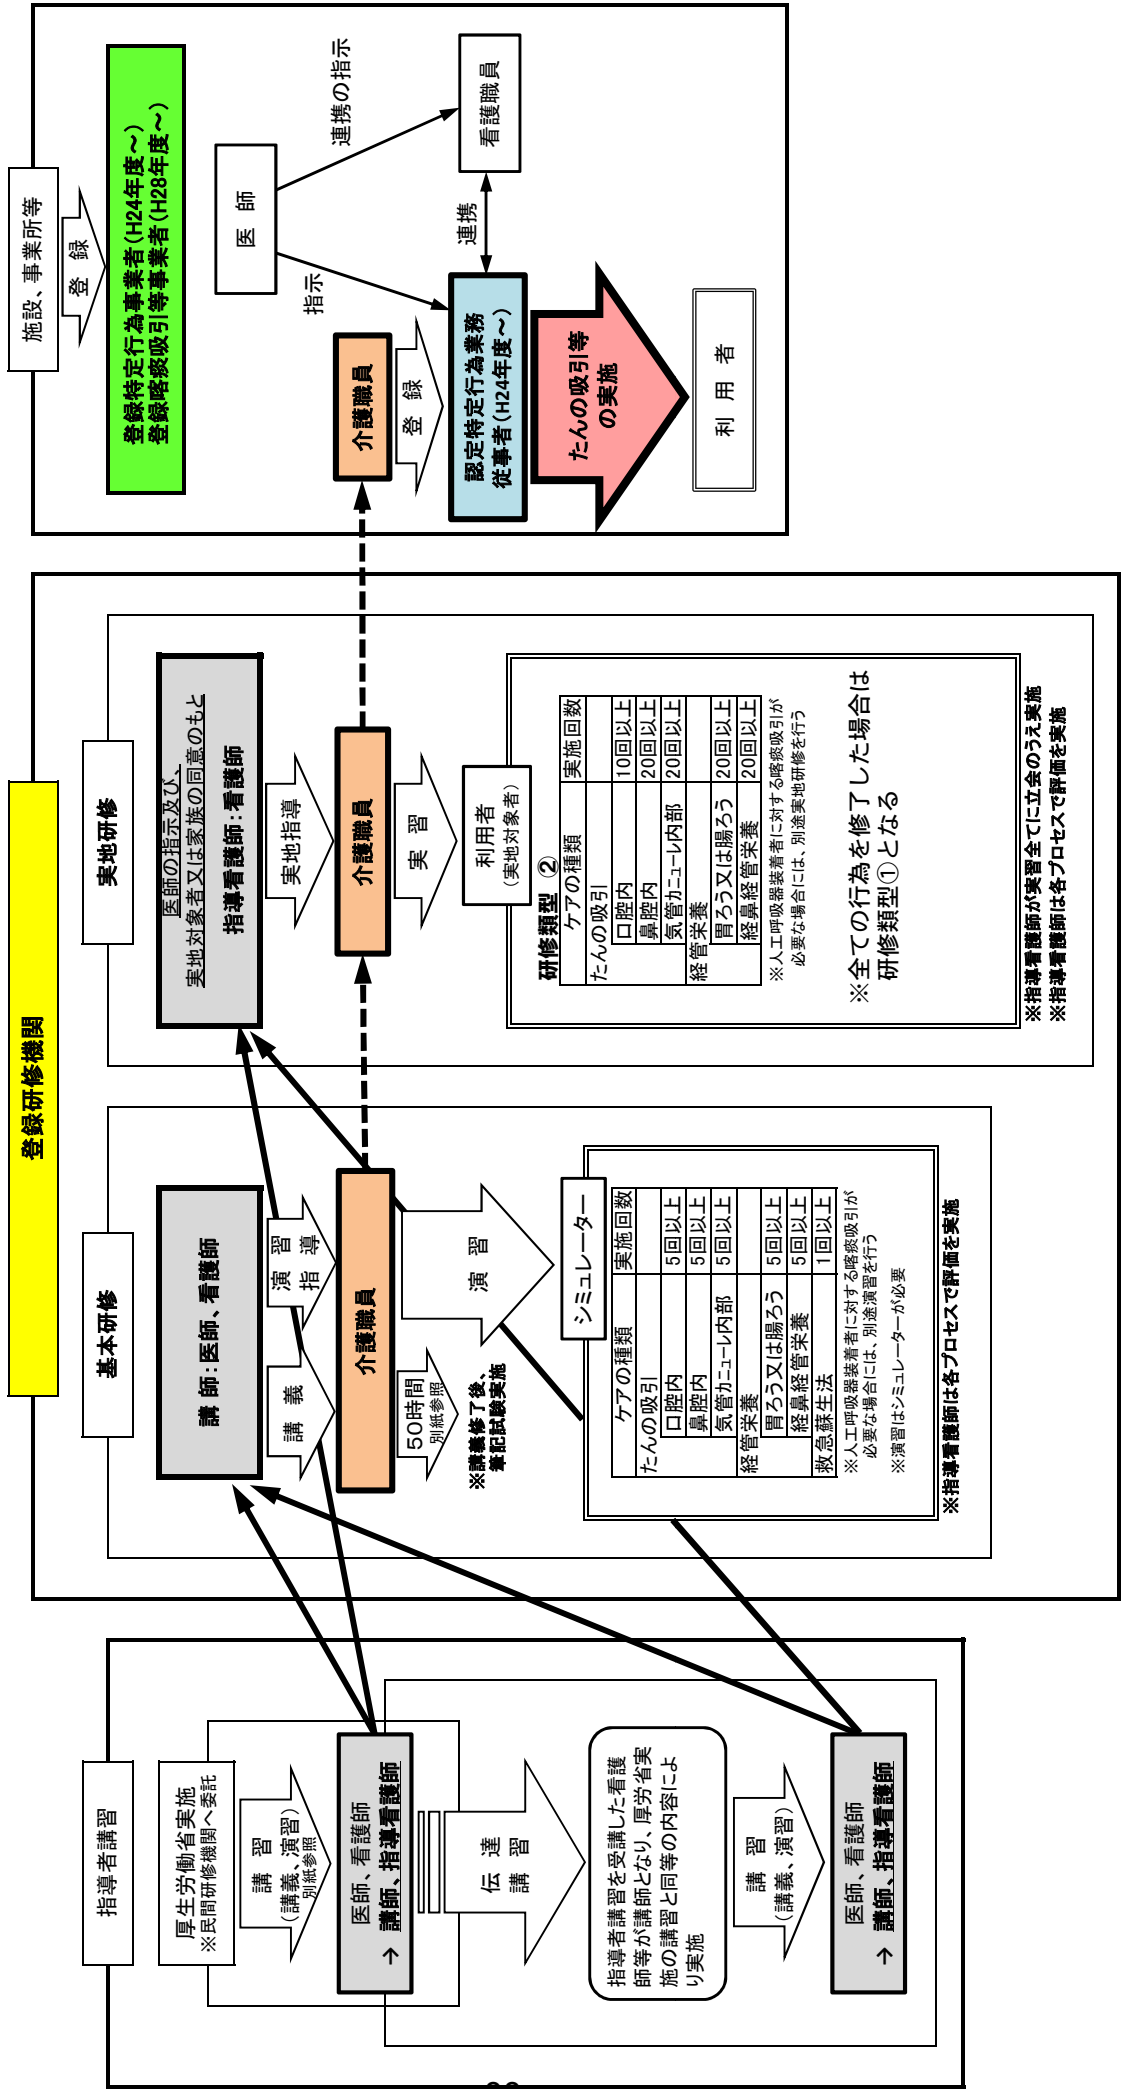 指導者講習
厚生労働省実施
※民間研修機関へ委託
講　習
（講義、演習）
別紙参照
医師、看護師
→ 講師、指導看護師
伝　達
講　習
指導者講習を受講した看護
師等が講師となり、厚労省実
施の講習と同等の内容によ
り実施
講　習
（講義、演習）
医師、看護師
→ 講師、指導看護師
登録研修機関
基本研修
講 師：医師、看護師
講　義
演　習
指　導
介護職員
50時間
別紙参照
※講義修了後、
筆記試験実施
演　習
シミュレーター
ケアの種類 実施回数
たんの吸引
口腔内 5回以上
鼻腔内 5回以上
気管ｶﾆｭｰﾚ内部 5回以上
経管栄養
胃ろう又は腸ろう 5回以上
経鼻経管栄養 5回以上
救急蘇生法 1回以上
※人工呼吸器装着者に対する喀痰吸引が
必要な場合には、別途演習を行う
※演習はシミュレーターが必要
※指導看護師は各プロセスで評価を実施
実地研修
医師の指示及び、
実地対象者又は家族の同意のもと
指導看護師：看護師
実地指導
介護職員
実　習
利用者
（実地対象者）
研修類型 ②
ケアの種類 実施回数
たんの吸引
口腔内 10回以上
鼻腔内 20回以上
気管ｶﾆｭｰﾚ内部 20回以上
経管栄養
胃ろう又は腸ろう 20回以上
経鼻経管栄養 20回以上
※人工呼吸器装着者に対する喀痰吸引が
必要な場合には、別途実地研修を行う
※全ての行為を修了した場合は
研修類型①となる
※指導看護師が実習全てに立会のうえ実施
※指導看護師は各プロセスで評価を実施
施設、事業所等
登　録
登録特定行為事業者（H24年度～）
登録喀痰吸引等事業者（H28年度～）
医　師
指示
連携の指示
看護職員
連携
介護職員
登　録
認定特定行為業務
従事者（H24年度～）
たんの吸引等
の実施
利　用　者